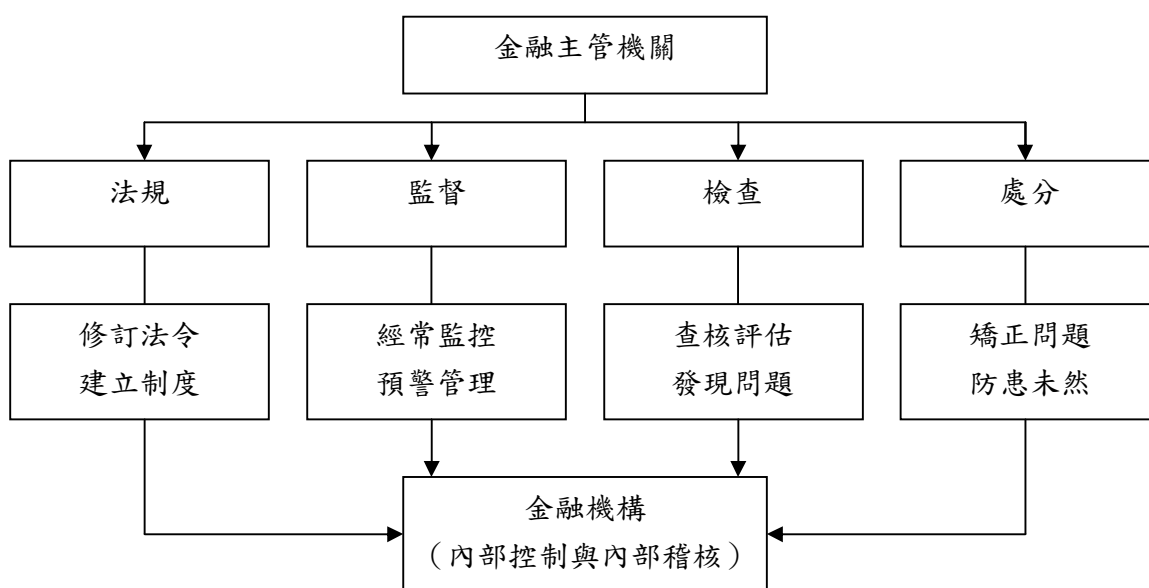 金融主管機關
法規
監督
檢查
處分
修訂法令
建立制度
經常監控
預警管理
查核評估
發現問題
矯正問題
防患未然
金融機構
（內部控制與內部稽核）